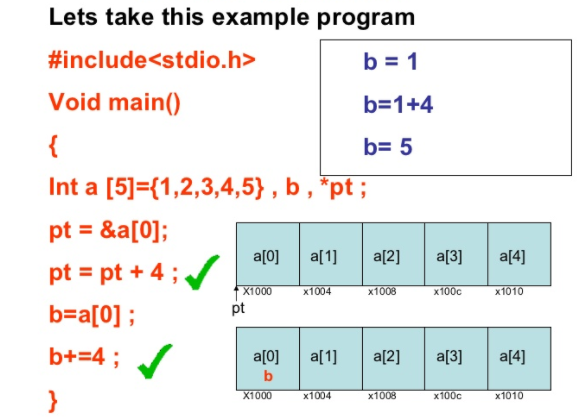 Lets take this example program
#include<stdio.h>
Void main()
{
Int a [5]={1,2,3,4,5} , b , *pt ;
pt = &a[0];
pt = pt + 4 ;
b=a[0] ;
b+=4 ;
}
b = 1
b=1+4
b= 5
a[0] a[1] a[2] a[3] a[4]
X1000 x1004 x1008 x100c x1010
pt
a[0] a[1] a[2] a[3] a[4]
b
X1000 x1004 x1008 x100c x1010